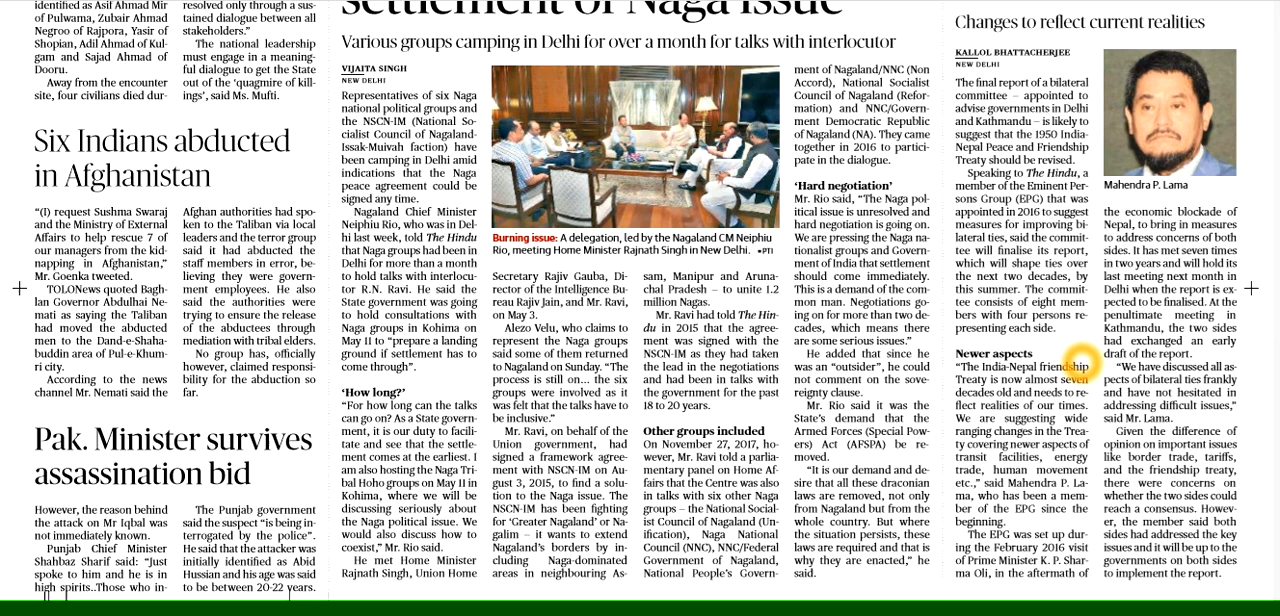 identified as Asif Ahmad Mir
of Pulwama, Zubair Ahmad
Negroo of Rajpora, Yasir of
Shopian, Adil Ahmad of Kul-
gam and Sajad Ahmad of
Dooru.
Away from the encounter
site, four civilians died dur-
resolved only through a sus-
tained dialogue between all
stakeholders.”
The national leadership
must engage in a meaning-
ful dialogue to get the State
out of the ‘quagmire of kill-
ings’, said Ms. Mufti.
Six Indians abducted
in Afghanistan
“(I) request Sushma Swaraj
and the Ministry of External
Affairs to help rescue 7 of
our managers from the kid-
napping in Afghanistan,”
Mr. Goenka tweeted.
TOLONews quoted Bagh-
lan Governor Abdulhai Ne-
mati as saying the Taliban
had moved the abducted
men to the Dand-e-Shaha-
buddin area of Pul-e-Khum-
ri city.
According to the news
channel Mr. Nemati said the
Afghan authorities had spo-
ken to the Taliban via local
leaders and the terror group
said it had abducted the
staff members in error, be-
lieving they were govern-
ment employees. He also
said the authorities were
trying to ensure the release
of the abductees through
mediation with tribal elders.
No group has, officially
however, claimed responsi-
bility for the abduction so
far.
Pak. Minister survives
assassination bid
However, the reason behind
the attack on Mr Iqbal was
not immediately known.
Punjab Chief Minister
Shahbaz Sharif said: “Just
spoke to him and he is in
high spirits..Those who in-
The Punjab government
said the suspect “is being in-
terrogated by the police”.
He said that the attacker was
initially identified as Abid
Hussian and his age was said
to be between 20-22 years.
settlement of Naga issue
Various groups camping in Delhi for over a month for talks with interlocutor
VIJAITA SINGH
NEW DELHI
Representatives of six Naga
national political groups and
the NSCN-IM (National So-
cialist Council of Nagaland-
Issak-Muivah faction) have
been camping in Delhi amid
indications that the Naga
peace agreement could be
signed any time.
Nagaland Chief Minister
Neiphiu Rio, who was in Del-
hi last week, told The Hindu
that Naga groups had been in
Delhi for more than a month
to hold talks with interlocu-
tor R.N. Ravi. He said the
State government was going
to hold consultations with
Naga groups in Kohima on
May 11 to “prepare a landing
ground if settlement has to
come through”.
‘How long?’
“For how long can the talks
can go on? As a State govern-
ment, it is our duty to facili-
tate and see that the settle-
ment comes at the earliest. I
am also hosting the Naga Tri-
bal Hoho groups on May 11 in
Kohima, where we will be
discussing seriously about
the Naga political issue. We
would also discuss how to
coexist,” Mr. Rio said.
He met Home Minister
Rajnath Singh, Union Home
Burning issue: A delegation, led by the Nagaland CM Neiphiu
Rio, meeting Home Minister Rajnath Singh in New Delhi. •PTI
Secretary Rajiv Gauba, Di-
rector of the Intelligence Bu-
reau Rajiv Jain, and Mr. Ravi,
on May 3.
Alezo Velu, who claims to
represent the Naga groups
said some of them returned
to Nagaland on Sunday. “The
process is still on... the six
groups were involved as it
was felt that the talks have to
be inclusive.”
Mr. Ravi, on behalf of the
Union government, had
signed a framework agree-
ment with NSCN-IM on Au-
gust 3, 2015, to find a solu-
tion to the Naga issue. The
NSCN-IM has been fighting
for ‘Greater Nagaland’ or Na-
galim – it wants to extend
Nagaland’s borders by in-
cluding Naga-dominated
areas in neighbouring As-
sam, Manipur and Aruna-
chal Pradesh – to unite 1.2
million Nagas.
Mr. Ravi had told The Hin-
du in 2015 that the agree-
ment was signed with the
NSCN-IM as they had taken
the lead in the negotiations
and had been in talks with
the government for the past
18 to 20 years.
Other groups included
On November 27, 2017, ho-
wever, Mr. Ravi told a parlia-
mentary panel on Home Af-
fairs that the Centre was also
in talks with six other Naga
groups – the National Social-
ist Council of Nagaland (Un-
ification), Naga National
Council (NNC), NNC/Federal
Government of Nagaland,
National People’s Govern-
ment of Nagaland/NNC (Non
Accord), National Socialist
Council of Nagaland (Refor-
mation) and NNC/Govern-
ment Democratic Republic
of Nagaland (NA). They came
together in 2016 to partici-
pate in the dialogue.
‘Hard negotiation’
Mr. Rio said, “The Naga pol-
itical issue is unresolved and
hard negotiation is going on.
We are pressing the Naga na-
tionalist groups and Govern-
ment of India that settlement
should come immediately.
This is a demand of the com-
mon man. Negotiations go-
ing on for more than two de-
cades, which means there
are some serious issues.”
He added that since he
was an “outsider”, he could
not comment on the sove-
reignty clause.
Mr. Rio said it was the
State’s demand that the
Armed Forces (Special Pow-
ers) Act (AFSPA) be re-
moved.
“It is our demand and de-
sire that all these draconian
laws are removed, not only
from Nagaland but from the
whole country. But where
the situation persists, these
laws are required and that is
why they are enacted,” he
said.
Changes to reflect current realities
KALLOL BHATTACHERJEE
NEW DELHI
The final report of a bilateral
committee – appointed to
advise governments in Delhi
and Kathmandu – is likely to
suggest that the 1950 India-
Nepal Peace and Friendship
Treaty should be revised.
Speaking to The Hindu, a
member of the Eminent Per-
sons Group (EPG) that was
appointed in 2016 to suggest
measures for improving bi-
lateral ties, said the commit-
tee will finalise its report,
which will shape ties over
the next two decades, by
this summer. The commit-
tee consists of eight mem-
bers with four persons re-
presenting each side.
Newer aspects
“The India-Nepal friendship
Treaty is now almost seven
decades old and needs to re-
flect realities of our times.
We are suggesting wide
ranging changes in the Trea-
ty covering newer aspects of
transit facilities, energy
trade, human movement
etc.,” said Mahendra P. La-
ma, who has been a mem-
ber of the EPG since the
beginning.
The EPG was set up dur-
ing the February 2016 visit
of Prime Minister K. P. Shar-
ma Oli, in the aftermath of
Mahendra P. Lama
the economic blockade of
Nepal, to bring in measures
to address concerns of both
sides. It has met seven times
in two years and will hold its
last meeting next month in
Delhi when the report is ex-
pected to be finalised. At the
penultimate meeting in
Kathmandu, the two sides
had exchanged an early
draft of the report.
“We have discussed all as-
pects of bilateral ties frankly
and have not hesitated in
addressing difficult issues,”
said Mr. Lama.
Given the difference of
opinion on important issues
like border trade, tariffs,
and the friendship treaty,
there were concerns on
whether the two sides could
reach a consensus. Howev-
er, the member said both
sides had addressed the key
issues and it will be up to the
governments on both sides
to implement the report.